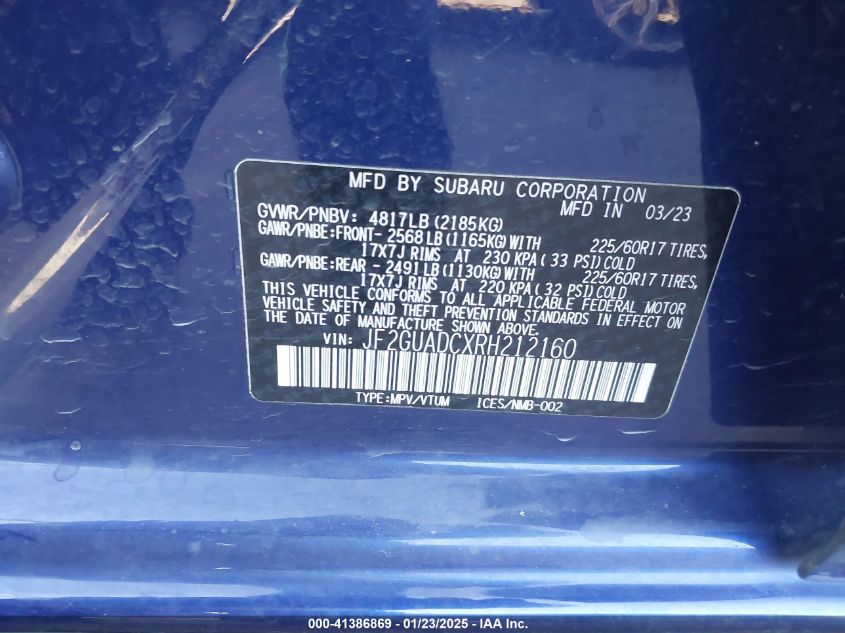 MFD BY SUBARU CORPORATION
MFD IN 03/23
GVWR/PNBV: 4817LB (2185KG)
GAWR/PNBE:FRONT- 2568 LB (1165KG) WITH 225/60R17 TIRES,
17X7J RIMS AT 230 KPA ( 33 PSI) COLD
GAWR/PNBE:REAR - 2491 LB (1130KG) WITH 225/60R17 TIRES,
17X7J RIMS AT 220 KPA ( 32 PSI) COLD
THIS VEHICLE CONFORMS TO ALL APPLICABLE FEDERAL MOTOR
VEHICLE SAFETY AND THEFT PREVENTION STANDARDS IN EFFECT ON
THE DATE OF MANUFACTURE SHOWN ABOVE.
VIN: JF2GUADCXRH212160
TYPE:MPV/VTUM ICES/NMB-002
000-41386869 - 01/23/2025 - IAA Inc.